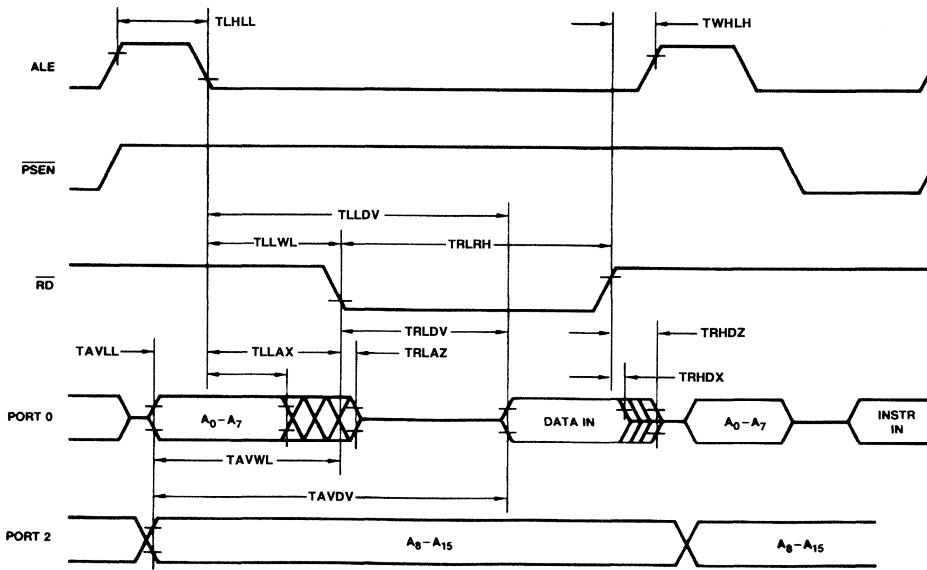 TLHLL
TWHLH
ALE
PSEN
TLLDV
TLLWL
TRLRH
RD
TRLDV
TRHDZ
TAVLL
TLLAX
TRLAZ
TRHDX
PORT 0
A0–A7
DATA IN
A0–A7
INSTR
IN
TAVWL
TAVDV
PORT 2
A8–A15
A8–A15